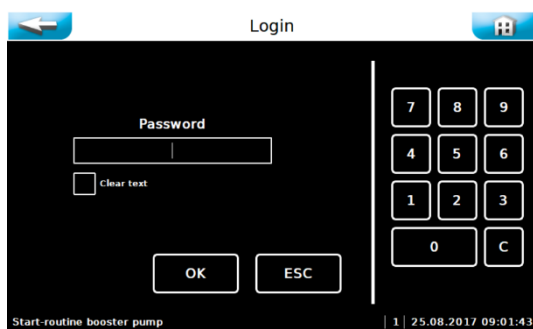 Login
Password
Clear text
OK ESC
7 8 9
4 5 6
1 2 3
0 C
Start-routine booster pump
1 25.08.2017 09:01:43